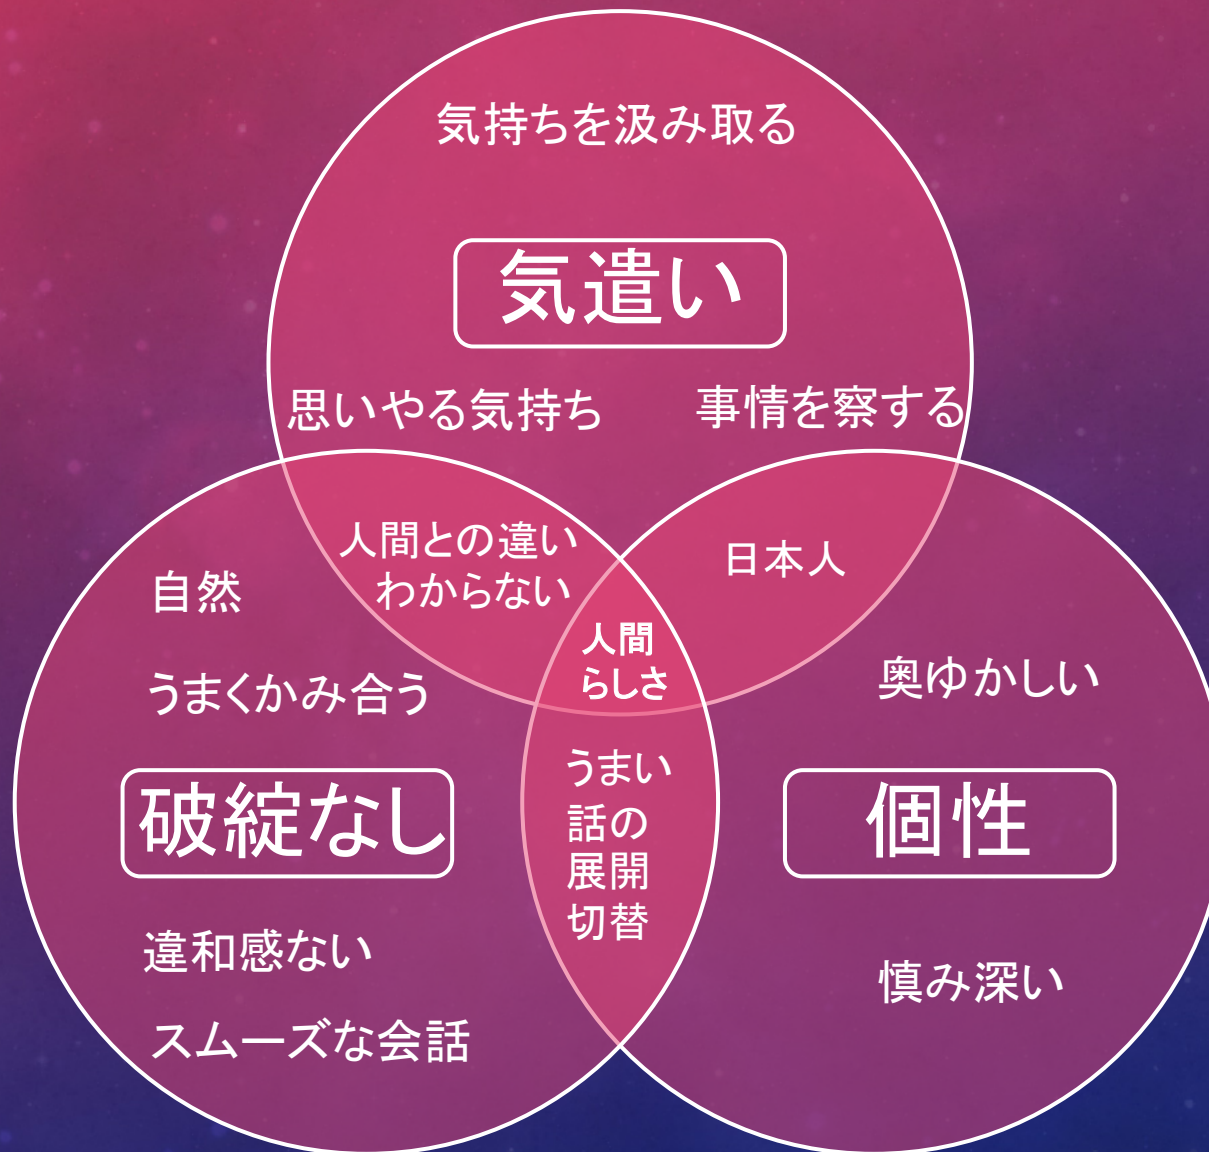 気持ちを汲み取る
気遣い
思いやる気持ち
事情を察する
人間との違い
わからない
日本人
自然
人間
らしさ
うまくかみ合う
奥ゆかしい
うまい
話の
展開
切替
破綻なし
個性
違和感ない
慎み深い
スムーズな会話